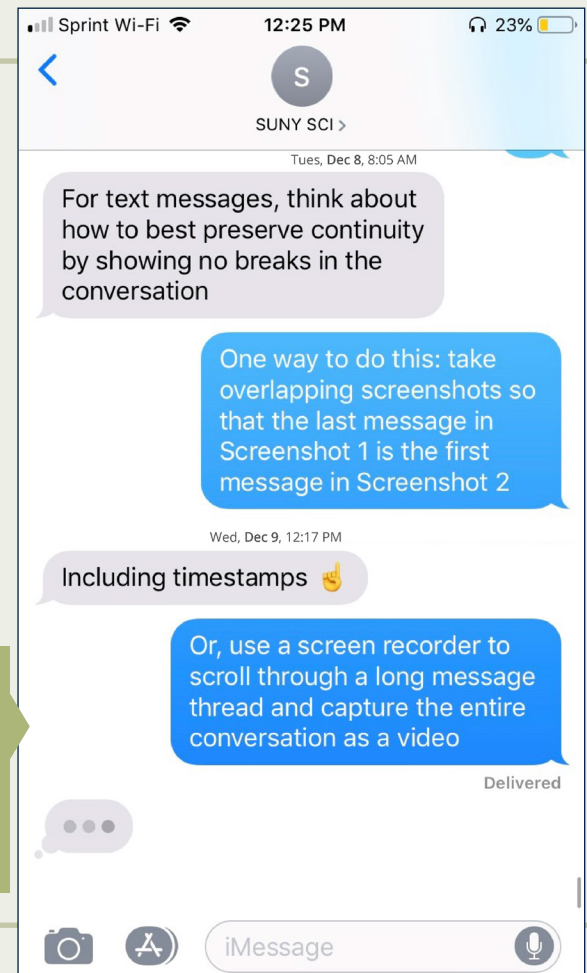 Sprint Wi-Fi 12:25 PM 23%
S
SUNY SCI >
Tues, Dec 8, 8:05 AM
For text messages, think about
how to best preserve continuity
by showing no breaks in the
conversation
One way to do this: take
overlapping screenshots so
that the last message in
Screenshot 1 is the first
message in Screenshot 2
Wed, Dec 9, 12:17 PM
Including timestamps ☝️
Or, use a screen recorder to
scroll through a long message
thread and capture the entire
conversation as a video
Delivered
iMessage